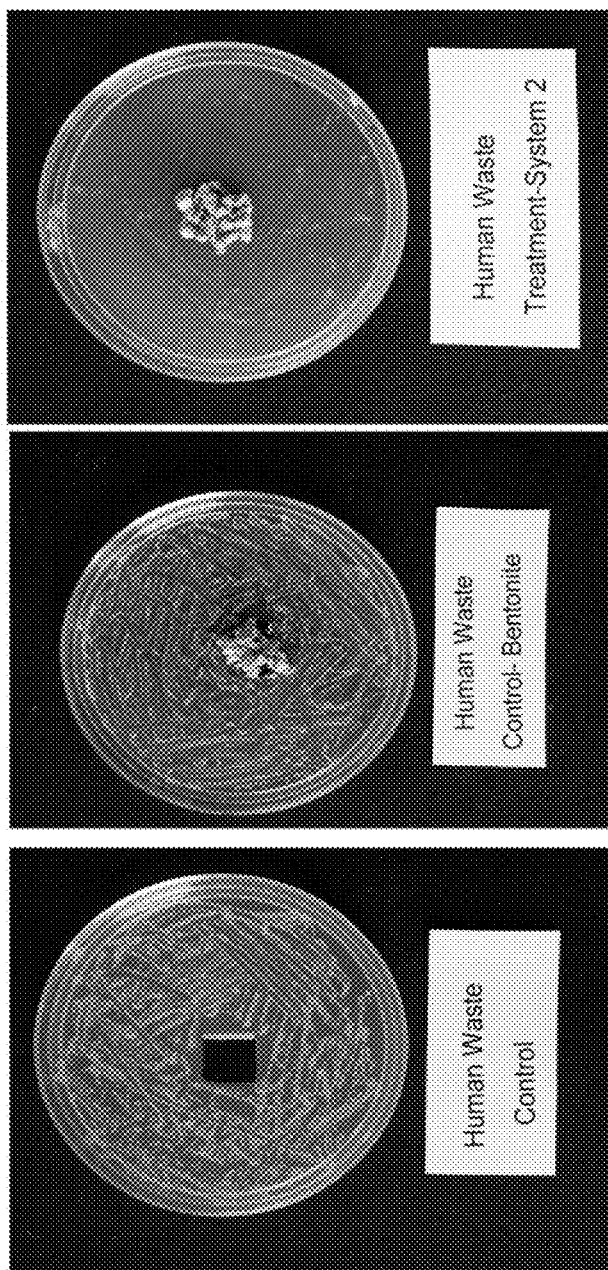 Human Waste
Control
Human Waste
Control- Bentonite
Human Waste
Treatment-System 2